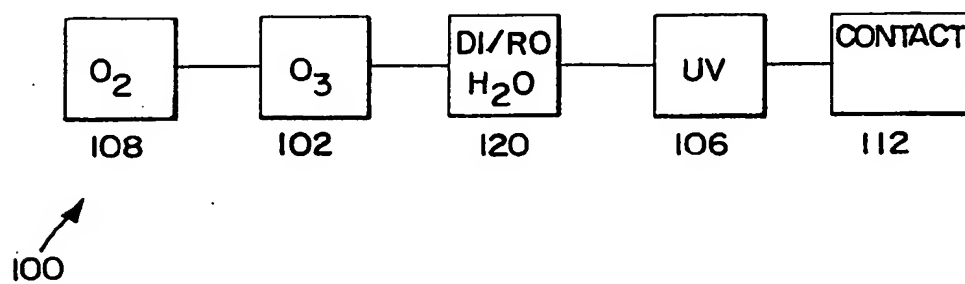 O₂
O₃
DI/RO
H₂O
UV
CONTACT
108
102
120
106
112
100